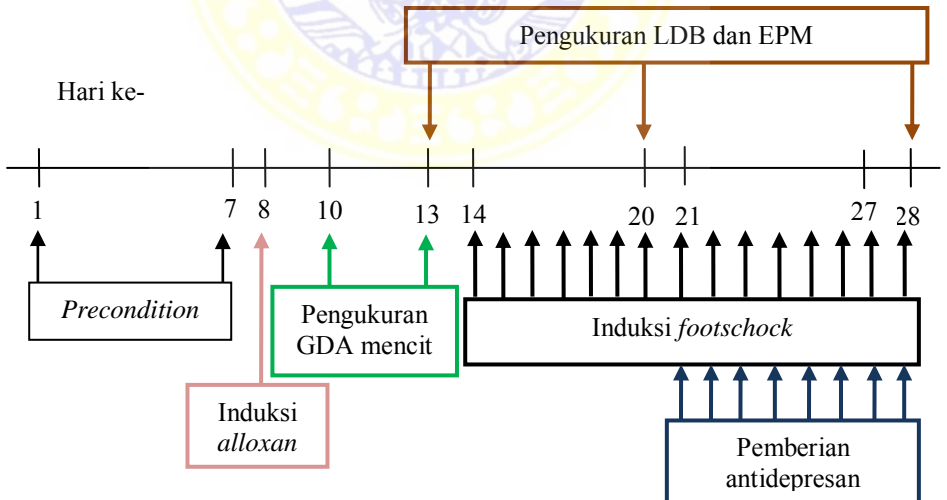 Pengukuran LDB dan EPM
Hari ke-
1 7 8 10 13 14 20 21 27 28
Precondition
Pengukuran
GDA mencit
Induksi footschock
Induksi
alloxan
Pemberian
antidepresan